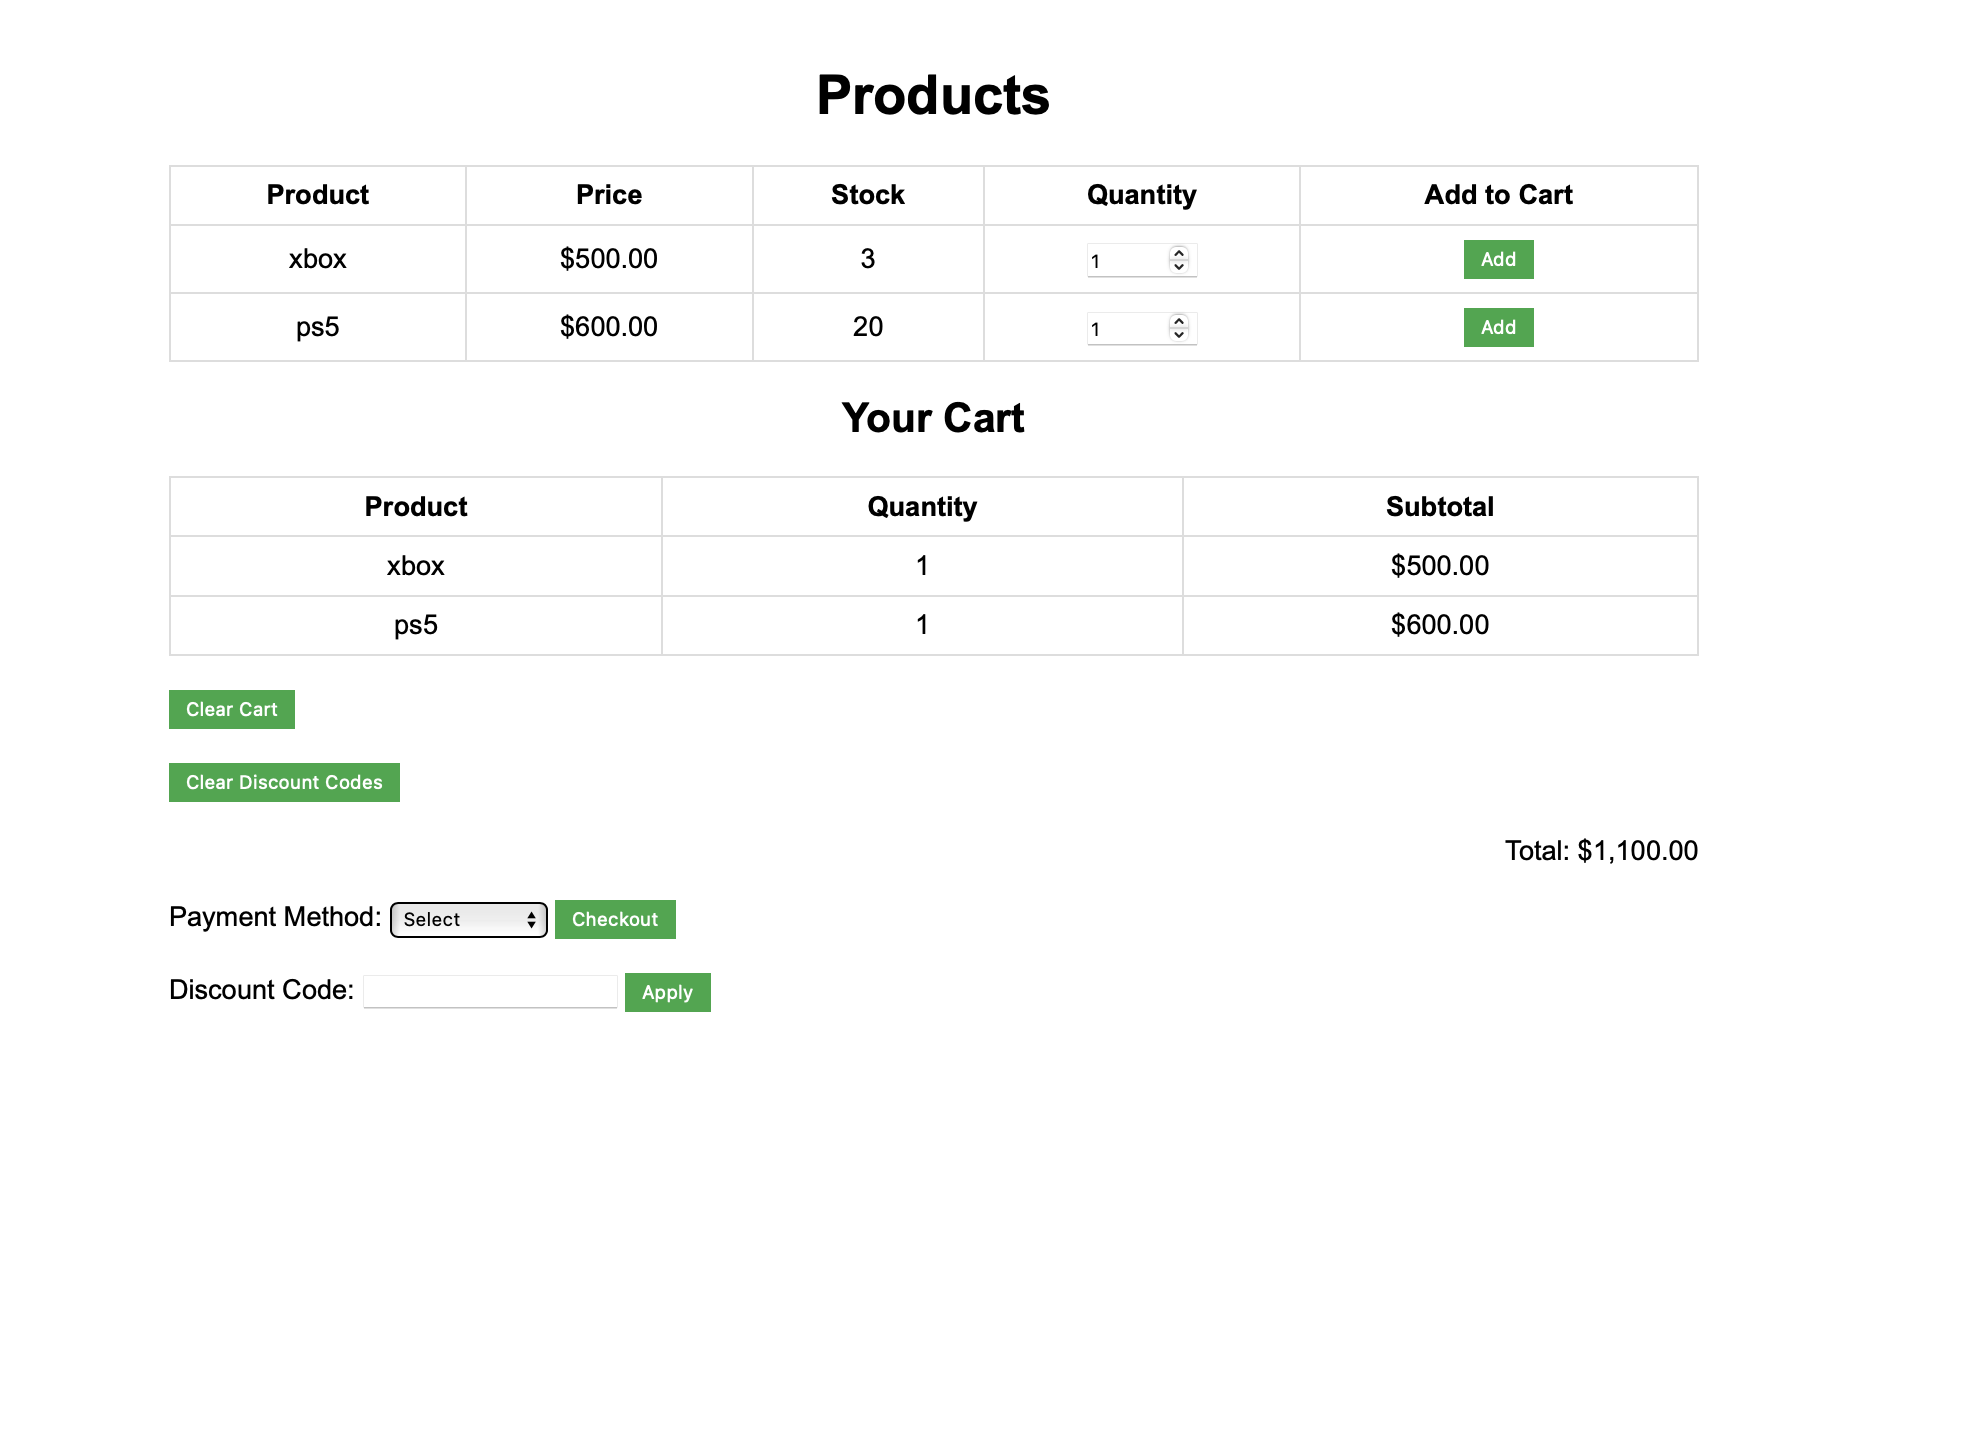 Products
Product Price Stock Quantity Add to Cart
xbox $500.00 3 1 Add
ps5 $600.00 20 1 Add
Your Cart
Product Quantity Subtotal
xbox 1 $500.00
ps5 1 $600.00
Clear Cart
Clear Discount Codes
Total: $1,100.00
Payment Method: Select Checkout
Discount Code: Apply